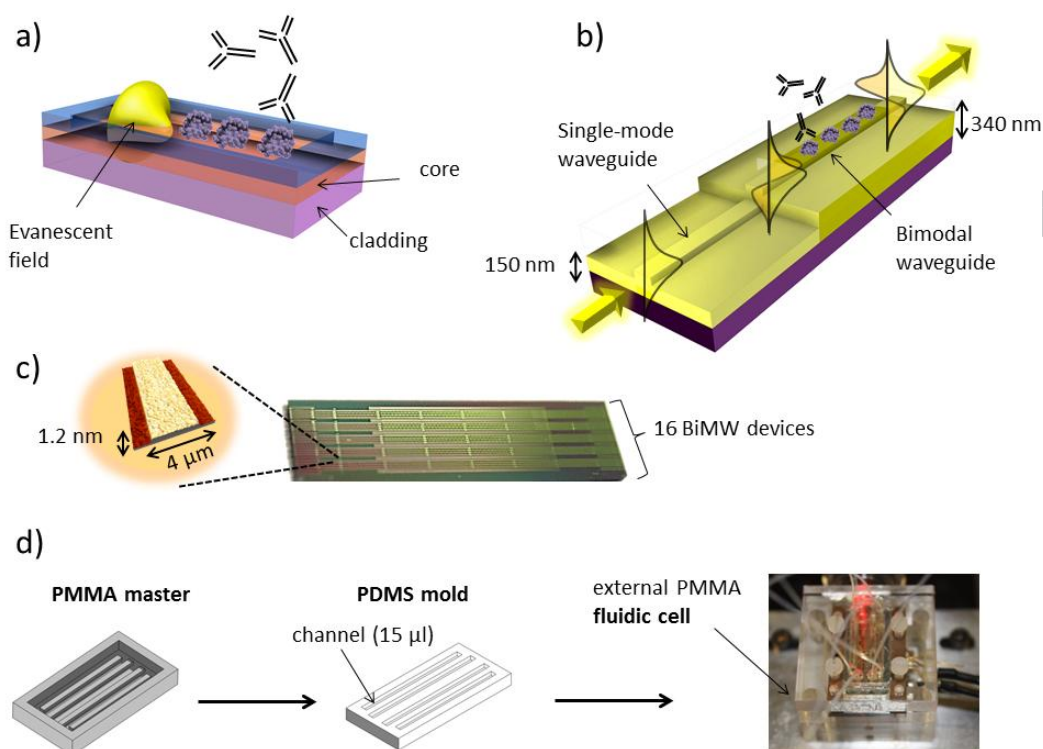 a)
core
Evanescent
field
cladding
b)
Single-mode
waveguide
340 nm
150 nm
Bimodal
waveguide
c)
1.2 nm
4 µm
16 BiMW devices
d)
PMMA master
PDMS mold
channel (15 µl)
external PMMA
fluidic cell